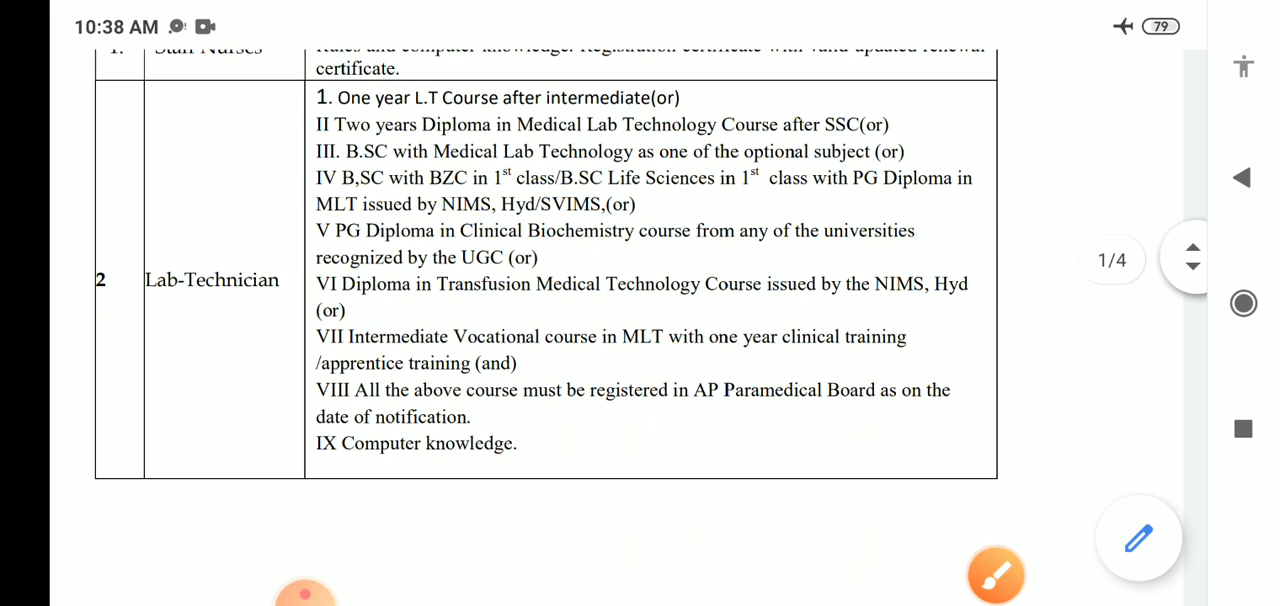 10:38 AM
79
certificate.
1. One year L.T Course after intermediate(or)
II Two years Diploma in Medical Lab Technology Course after SSC(or)
III. B.SC with Medical Lab Technology as one of the optional subject (or)
IV B,SC with BZC in 1st class/B.SC Life Sciences in 1st class with PG Diploma in
MLT issued by NIMS, Hyd/SVIMS,(or)
V PG Diploma in Clinical Biochemistry course from any of the universities
recognized by the UGC (or)
2 Lab-Technician
VI Diploma in Transfusion Medical Technology Course issued by the NIMS, Hyd
(or)
VII Intermediate Vocational course in MLT with one year clinical training
/apprentice training (and)
VIII All the above course must be registered in AP Paramedical Board as on the
date of notification.
IX Computer knowledge.
1/4